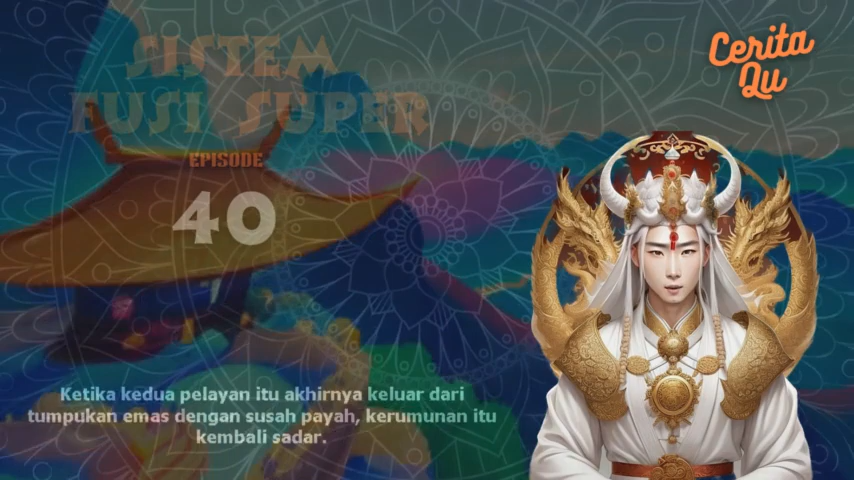 SISTEM
FUSI SUPER
EPISODE
40
Cerita
Qu
Ketika kedua pelayan itu akhirnya keluar dari
tumpukan emas dengan susah payah, kerumunan itu
kembali sadar.